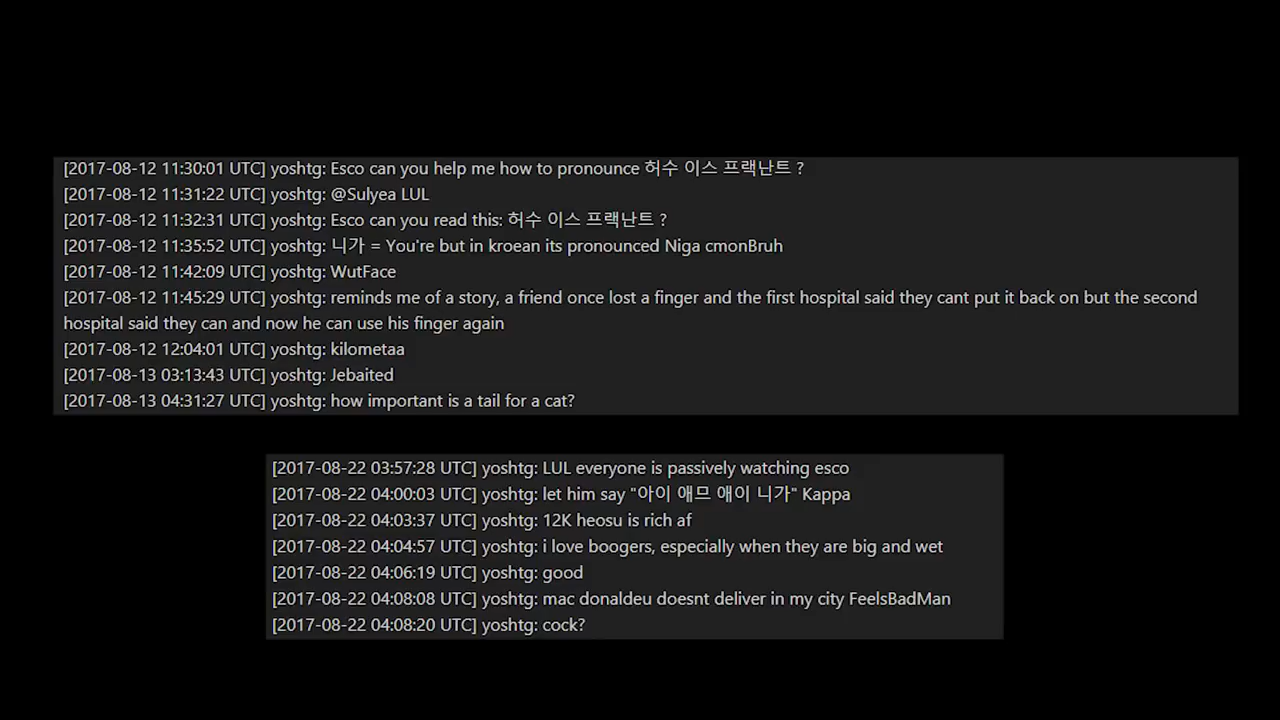 [2017-08-12 11:30:01 UTC] yoshtg: Esco can you help me how to pronounce 허수 이스 프랙난트 ?
[2017-08-12 11:31:22 UTC] yoshtg: @Sulyea LUL
[2017-08-12 11:32:31 UTC] yoshtg: Esco can you read this: 허수 이스 프랙난트 ?
[2017-08-12 11:35:52 UTC] yoshtg: 니가 = You're but in kroean its pronounced Niga cmonBruh
[2017-08-12 11:42:09 UTC] yoshtg: WutFace
[2017-08-12 11:45:29 UTC] yoshtg: reminds me of a story, a friend once lost a finger and the first hospital said they cant put it back on but the second
hospital said they can and now he can use his finger again
[2017-08-12 12:04:01 UTC] yoshtg: kilometaa
[2017-08-13 03:13:43 UTC] yoshtg: Jebaited
[2017-08-13 04:31:27 UTC] yoshtg: how important is a tail for a cat?
[2017-08-22 03:57:28 UTC] yoshtg: LUL everyone is passively watching esco
[2017-08-22 04:00:03 UTC] yoshtg: let him say "아이 애므 애이 니가" Kappa
[2017-08-22 04:03:37 UTC] yoshtg: 12K heosu is rich af
[2017-08-22 04:04:57 UTC] yoshtg: i love boogers, especially when they are big and wet
[2017-08-22 04:06:19 UTC] yoshtg: good
[2017-08-22 04:08:08 UTC] yoshtg: mac donaldeu doesnt deliver in my city FeelsBadMan
[2017-08-22 04:08:20 UTC] yoshtg: cock?